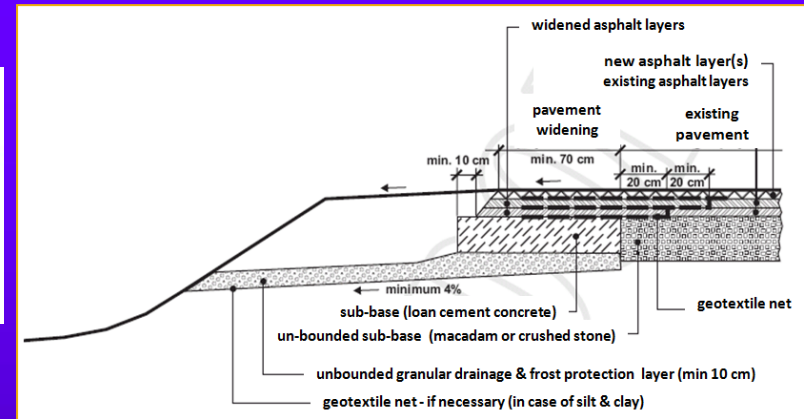 widened asphalt layers
new asphalt layer(s)
existing asphalt layers
pavement
widening
existing
pavement
min. 10 cm
min. 70 cm
min.
20 cm
min.
20 cm
minimum 4%
geotextile net
sub-base (loan cement concrete)
un-bounded sub-base (macadam or crushed stone)
unbounded granular drainage & frost protection layer (min 10 cm)
geotextile net - if necessary (in case of silt & clay)